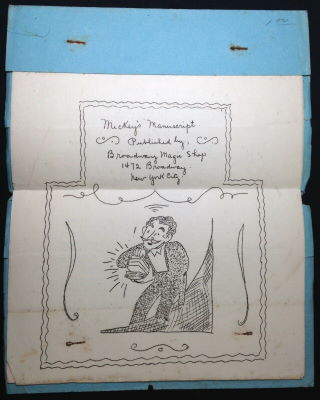 Mickey's Manuscript
Published by,
Broadway Magic Shop
1472 Broadway.
New York City